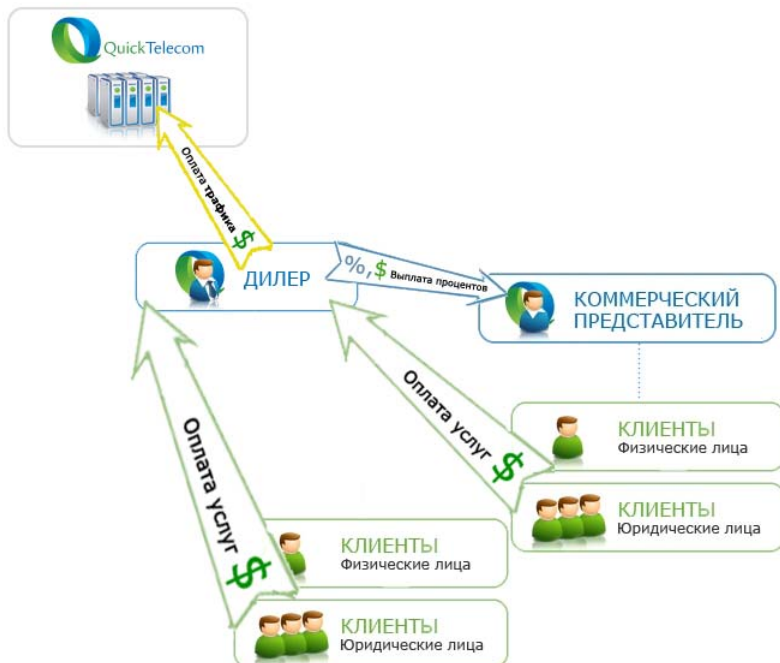 QuickTelecom
Оплата трафика $
ДИЛЕР
%,$ Выплата процентов
КОММЕРЧЕСКИЙ
ПРЕДСТАВИТЕЛЬ
Оплата услуг $
КЛИЕНТЫ
Физические лица
КЛИЕНТЫ
Юридические лица
Оплата услуг $
КЛИЕНТЫ
Физические лица
КЛИЕНТЫ
Юридические лица